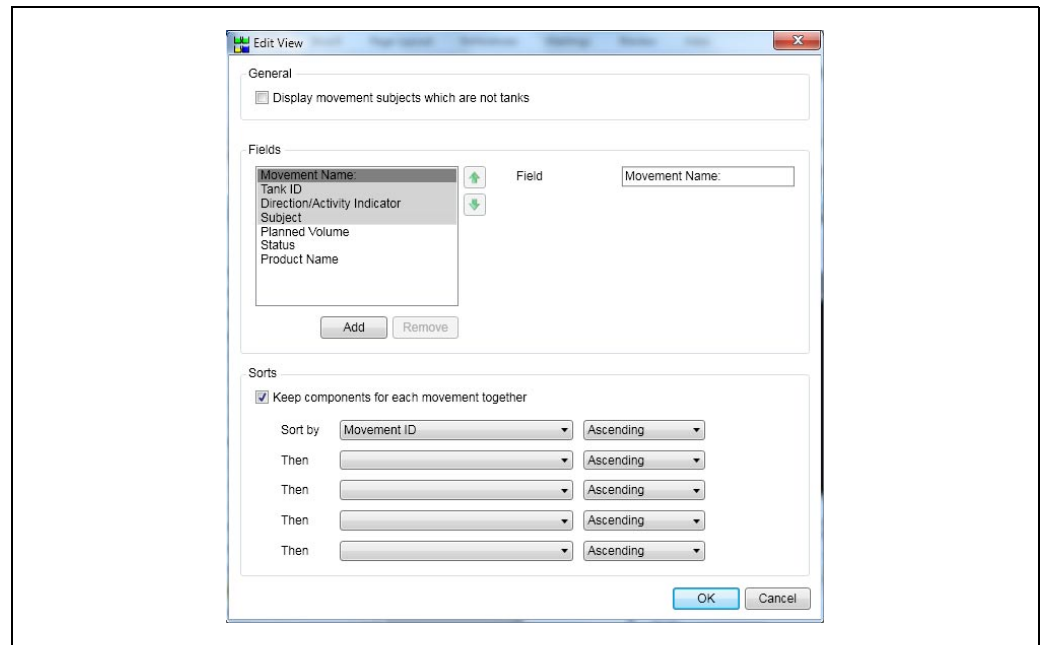 Edit View
General
Display movement subjects which are not tanks
Fields
Movement Name:
Tank ID
Direction/Activity Indicator
Subject
Planned Volume
Status
Product Name
Field
Movement Name:
Add
Remove
Sorts
Keep components for each movement together
Sort by Movement ID Ascending
Then Ascending
Then Ascending
Then Ascending
Then Ascending
OK
Cancel